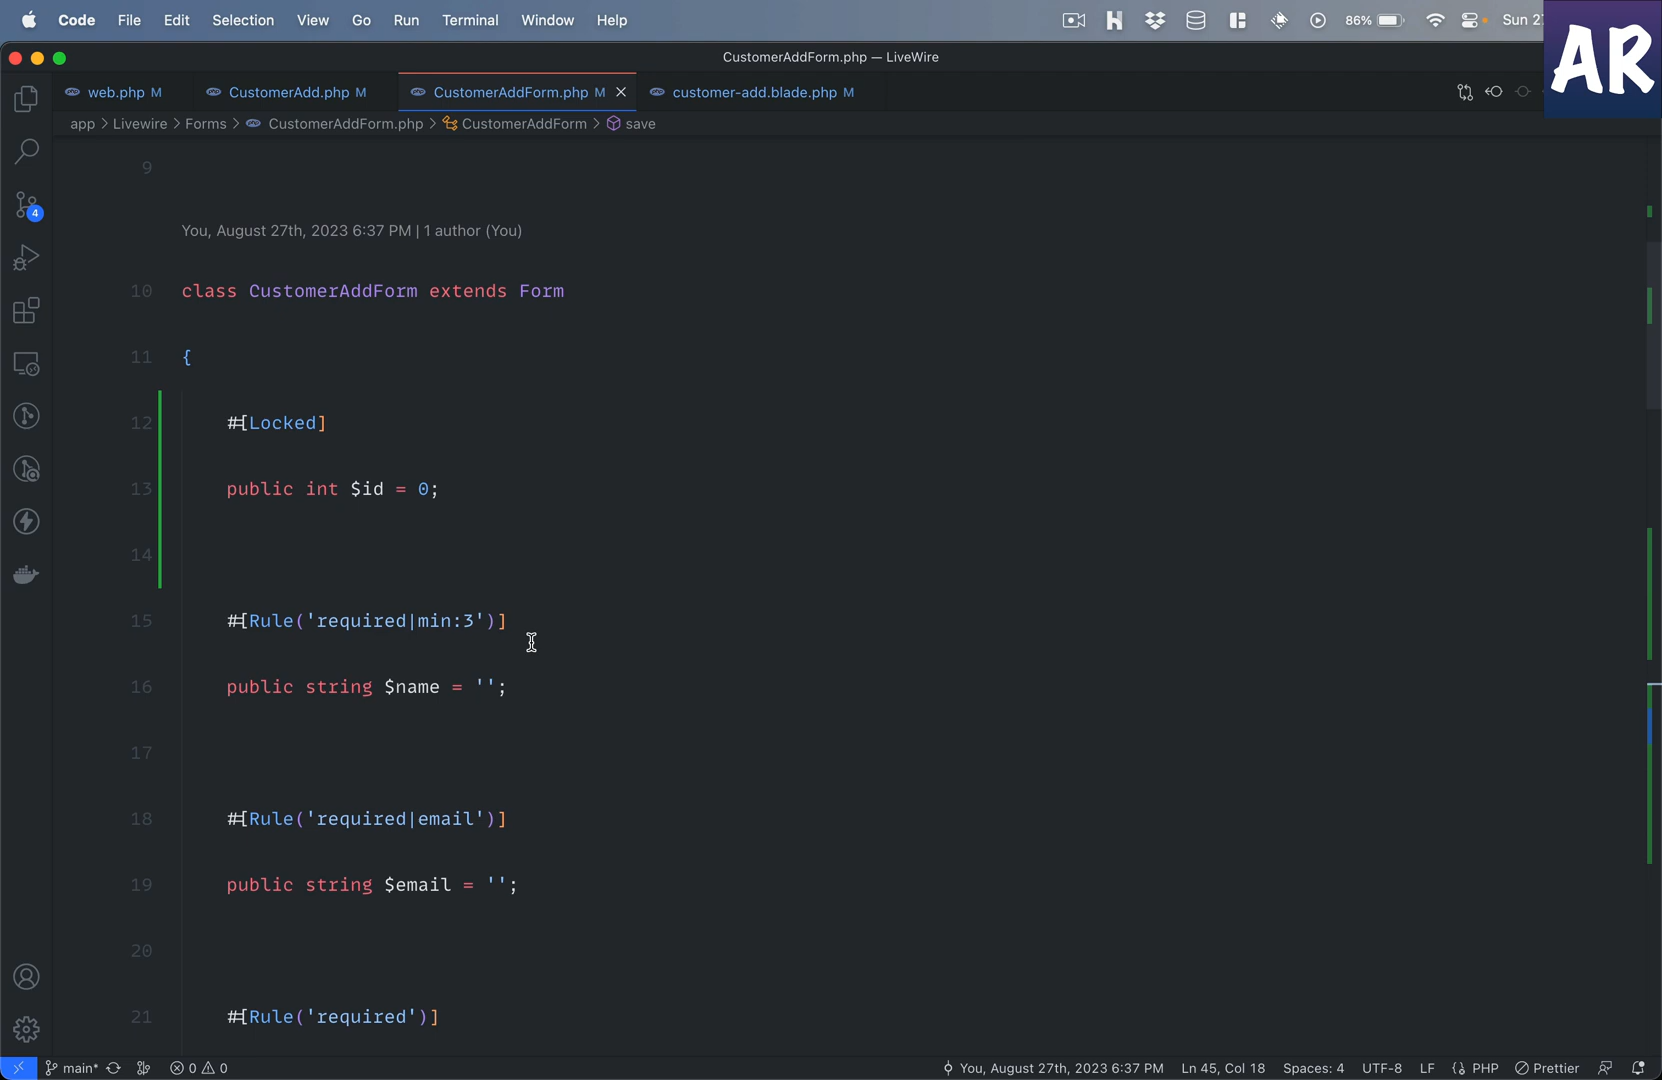 Code File Edit Selection View Go Run Terminal Window Help 86% Sun 27
AR
CustomerAddForm.php — LiveWire
web.php M CustomerAdd.php M CustomerAddForm.php M customer-add.blade.php M
app > Livewire > Forms > CustomerAddForm.php > CustomerAddForm > save
9
You, August 27th, 2023 6:37 PM | 1 author (You)
10 class CustomerAddForm extends Form
11 {
12 #[Locked]
13 public int $id = 0;
14
15 #[Rule('required|min:3')]
16 public string $name = '';
17
18 #[Rule('required|email')]
19 public string $email = '';
20
21 #[Rule('required')]
4
main* 0 0 You, August 27th, 2023 6:37 PM Ln 45, Col 18 Spaces: 4 UTF-8 LF PHP Prettier